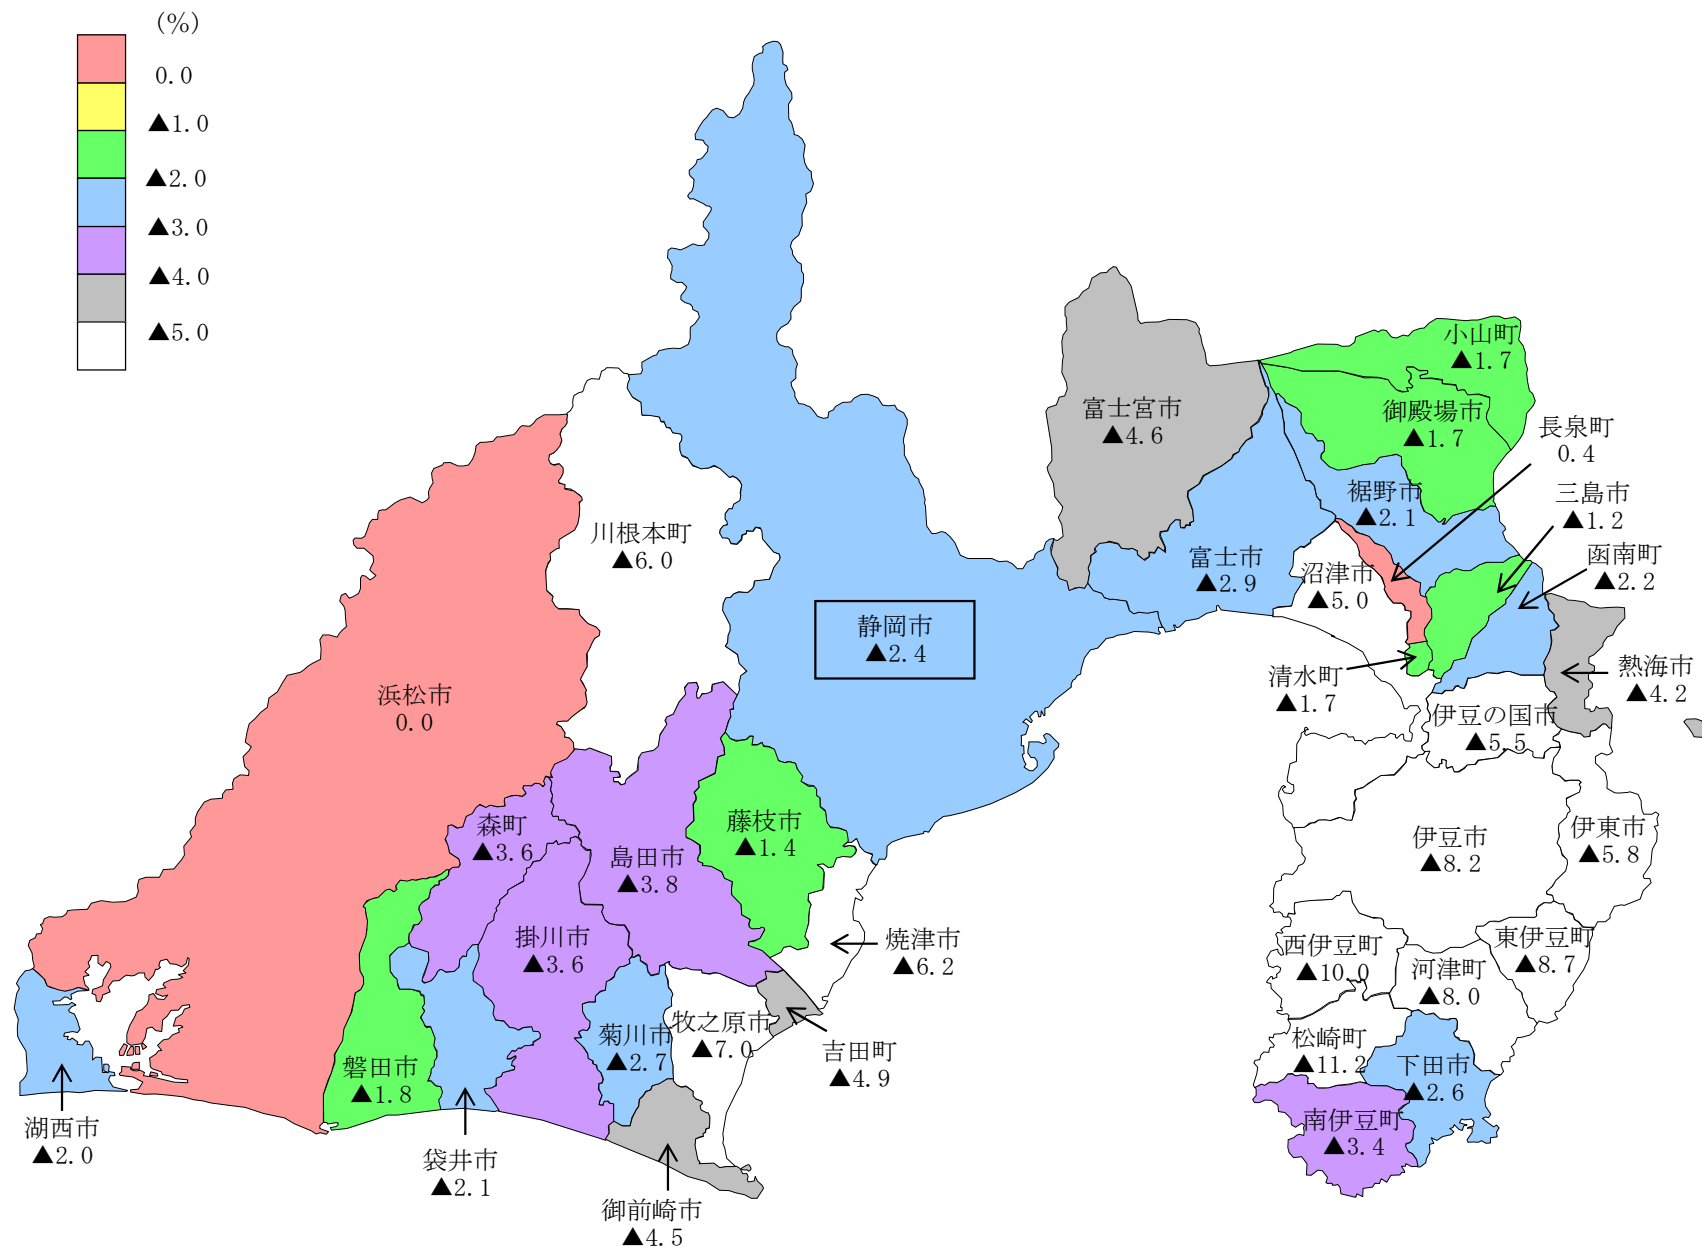 (%)
0.0
▲1.0
▲2.0
▲3.0
▲4.0
▲5.0
小山町
▲1.7
御殿場市
▲1.7
富士宮市
▲4.6
長泉町
0.4
裾野市
▲2.1
三島市
▲1.2
川根本町
▲6.0
富士市
▲2.9
沼津市
▲5.0
函南町
▲2.2
静岡市
▲2.4
清水町
▲1.7
熱海市
▲4.2
浜松市
0.0
伊豆の国市
▲5.5
森町
▲3.6
島田市
▲3.8
藤枝市
▲1.4
伊豆市
▲8.2
伊東市
▲5.8
掛川市
▲3.6
焼津市
▲6.2
西伊豆町
▲10.0
河津町
▲8.0
東伊豆町
▲8.7
磐田市
▲1.8
菊川市
▲2.7
牧之原市
▲7.0
吉田町
▲4.9
松崎町
▲11.2
下田市
▲2.6
湖西市
▲2.0
袋井市
▲2.1
南伊豆町
▲3.4
御前崎市
▲4.5